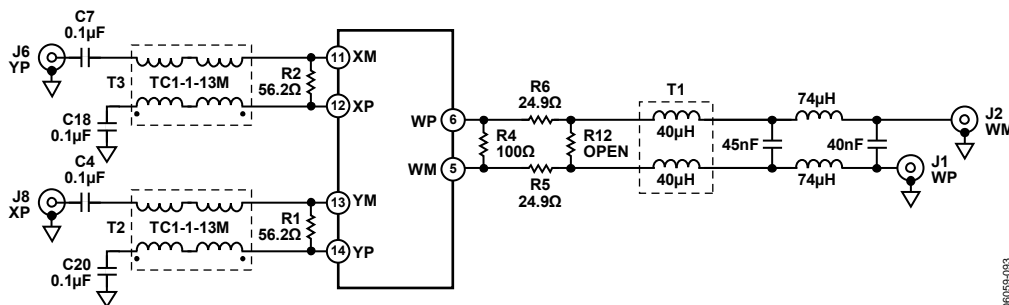 C7
0.1µF
J6
YP
T3
TC1-1-13M
R2
56.2Ω
C18
0.1µF
11
XM
12
XP
C4
0.1µF
J8
XP
T2
TC1-1-13M
R1
56.2Ω
C20
0.1µF
13
YM
14
YP
WP
6
WM
5
R6
24.9Ω
R4
100Ω
R12
OPEN
R5
24.9Ω
T1
40µH
40µH
45nF
74µH
74µH
40nF
J2
WM
J1
WP
06059-093